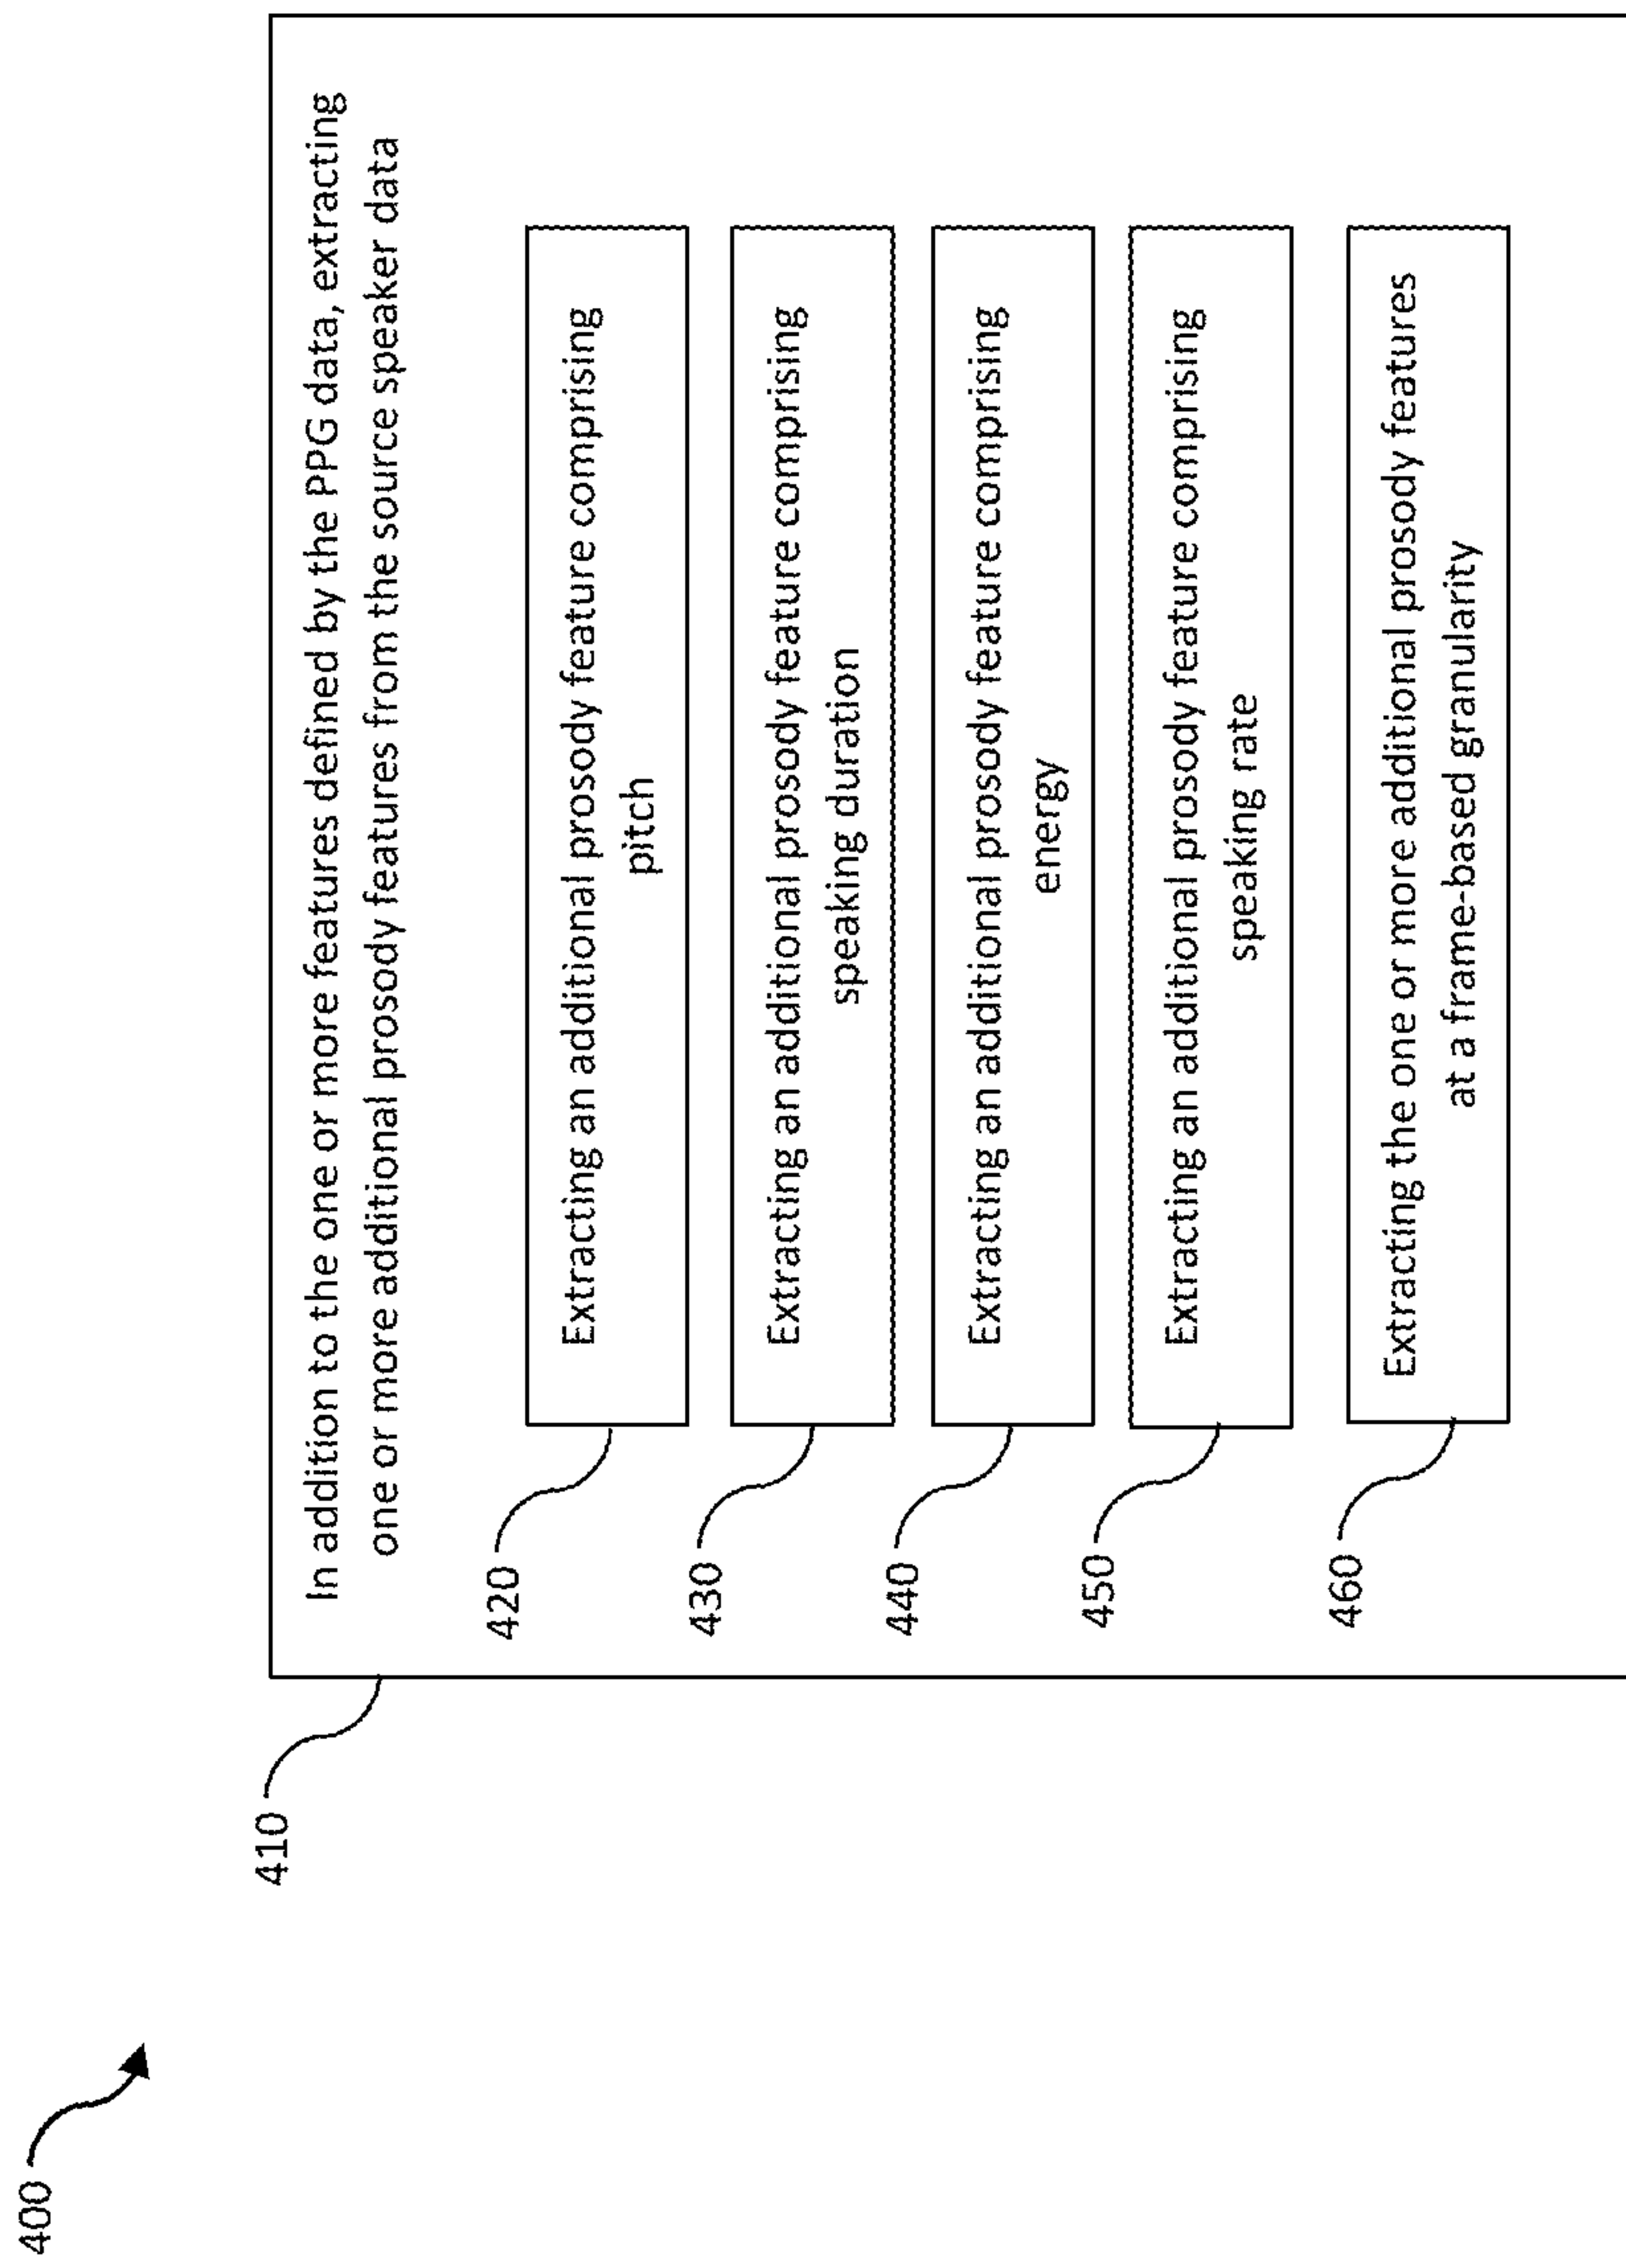 400
410
In addition to the one or more features defined by the PPG data, extracting
one or more additional prosody features from the source speaker data
420
Extracting an additional prosody feature comprising
pitch
430
Extracting an additional prosody feature comprising
speaking duration
440
Extracting an additional prosody feature comprising
energy
450
Extracting an additional prosody feature comprising
speaking rate
460
Extracting the one or more additional prosody features
at a frame-based granularity